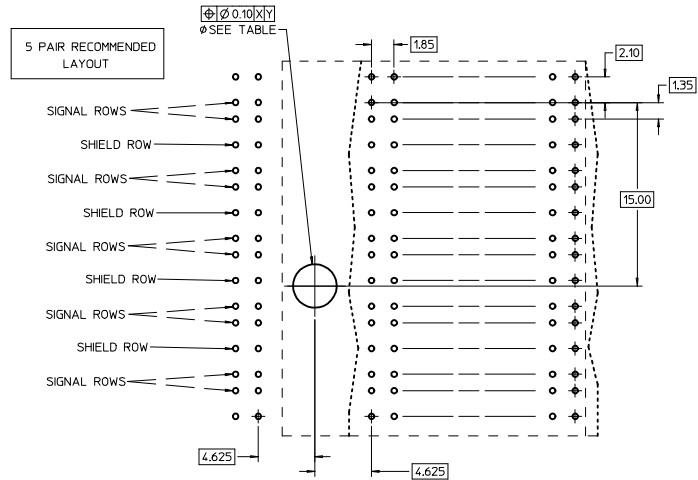 ⌖ Ø 0.10 X Y
Ø SEE TABLE
5 PAIR RECOMMENDED
LAYOUT
1.85
2.10
1.35
SIGNAL ROWS
SHIELD ROW
SIGNAL ROWS
SHIELD ROW
15.00
SIGNAL ROWS
SHIELD ROW
SIGNAL ROWS
SHIELD ROW
SIGNAL ROWS
4.625
4.625